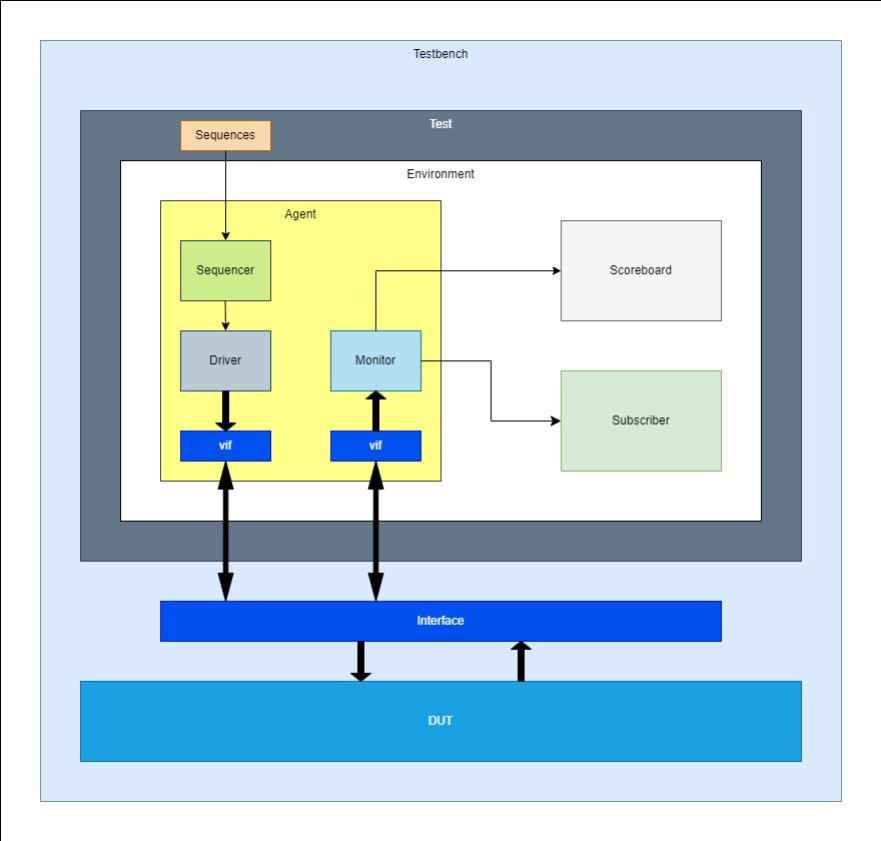 Testbench
Test
Sequences
Environment
Agent
Sequencer
Scoreboard
Driver
Monitor
Subscriber
vif
vif
Interface
DUT